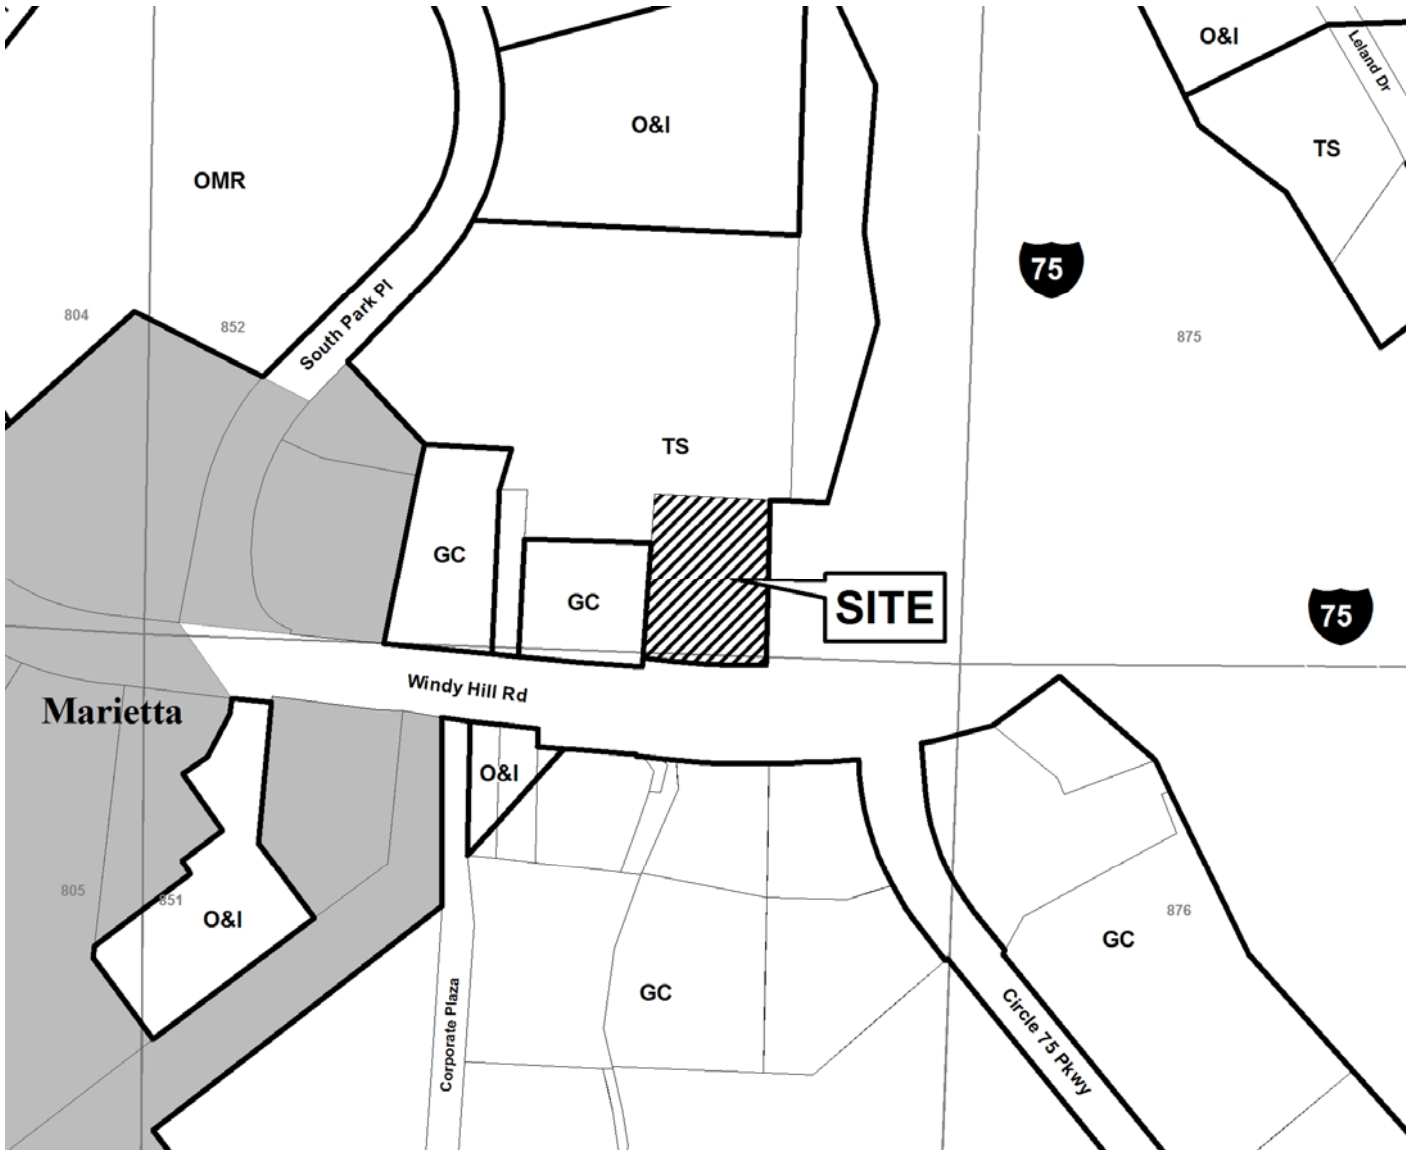 O&I
Leland Dr
O&I
TS
OMR
75
South Park Pl
804
852
875
TS
GC
GC
SITE
75
Windy Hill Rd
Marietta
O&I
805
851
O&I
876
GC
GC
Corporate Plaza
Circle 75 Pkwy